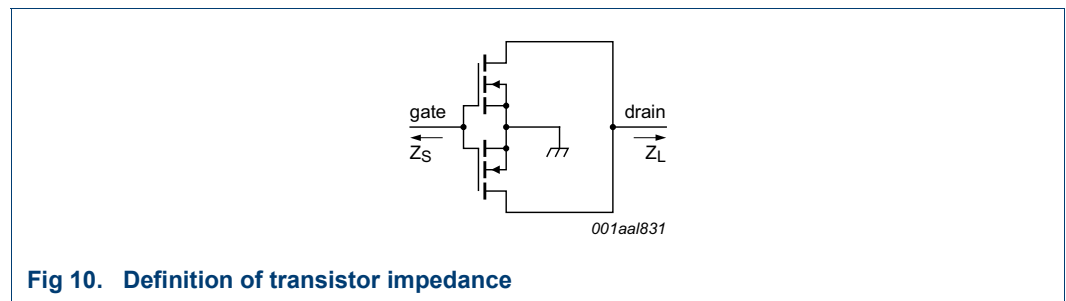 gate
drain
Z_S
Z_L
001aal831
Fig 10. Definition of transistor impedance